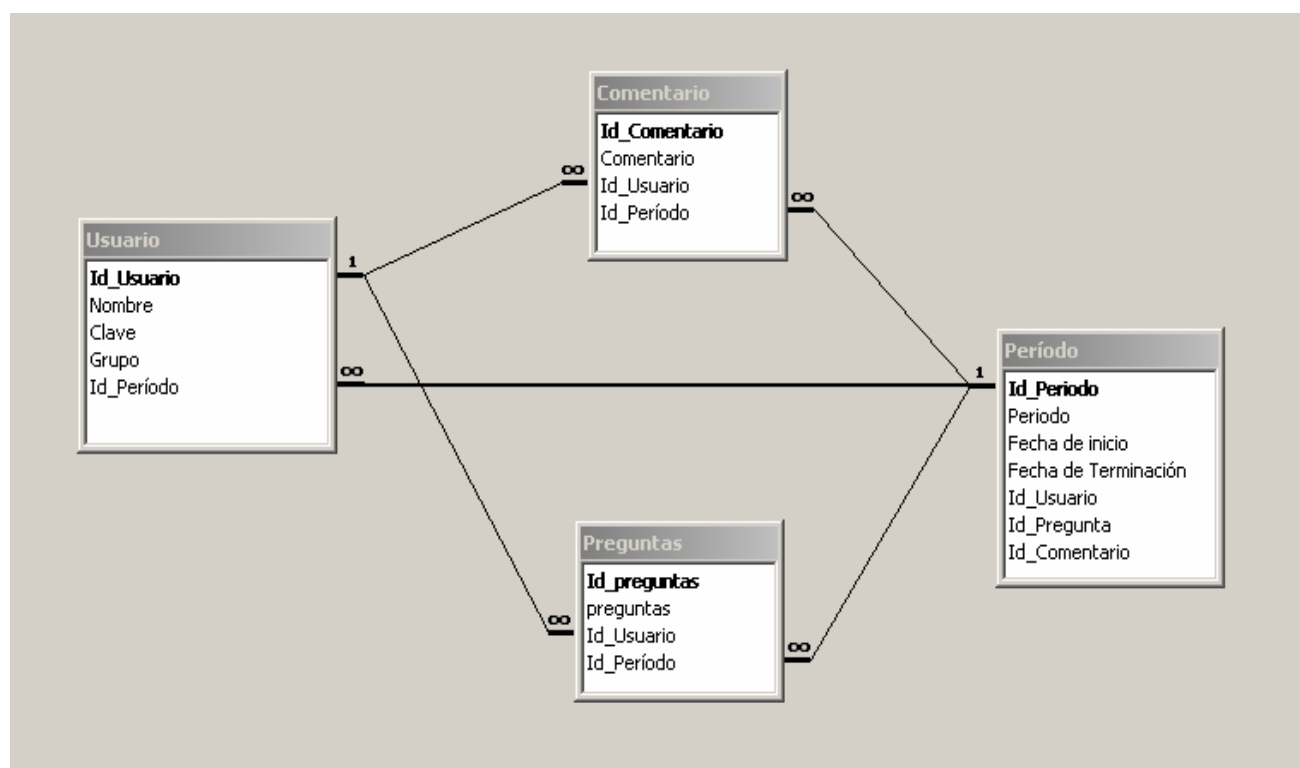 Comentario
Id_Comentario
Comentario
Id_Usuario
Id_Período
∞
∞
Usuario
Id_Usuario
Nombre
Clave
Grupo
Id_Período
1
∞
Período
Id_Periodo
Periodo
Fecha de inicio
Fecha de Terminación
Id_Usuario
Id_Pregunta
Id_Comentario
1
Preguntas
Id_preguntas
preguntas
Id_Usuario
Id_Período
∞
∞